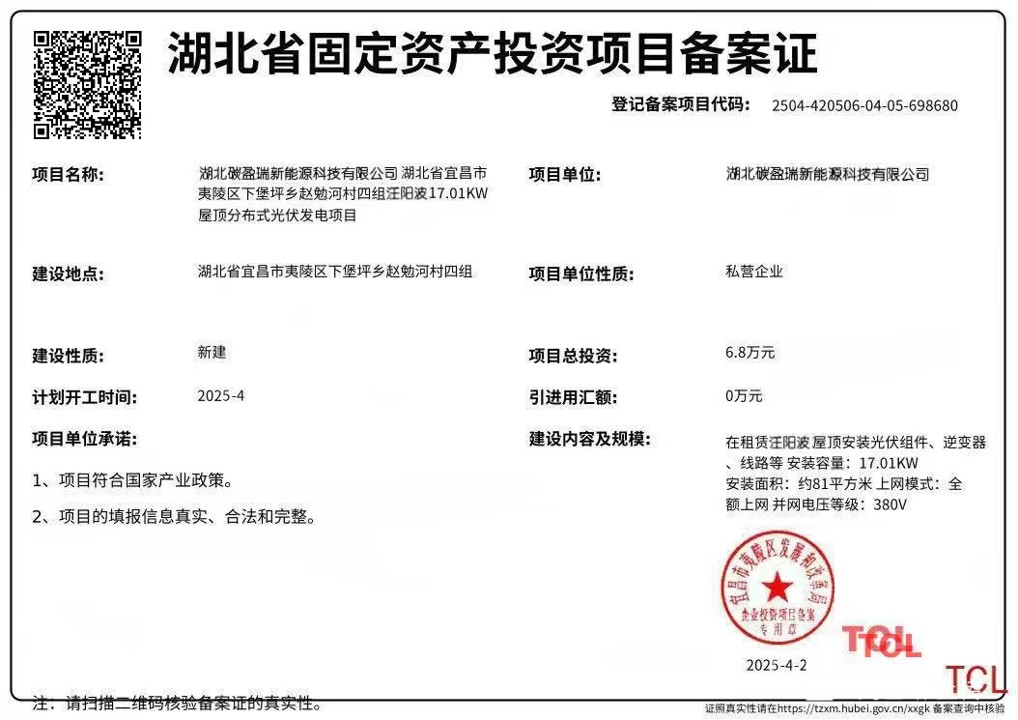 湖北省固定资产投资项目备案证
登记备案项目代码: 2504-420506-04-05-698680
项目名称: 湖北碳盈瑞新能源科技有限公司 湖北省宜昌市
夷陵区下堡坪乡赵勉河村四组汪阳波17.01KW
屋顶分布式光伏发电项目
项目单位: 湖北碳盈瑞新能源科技有限公司
建设地点: 湖北省宜昌市夷陵区下堡坪乡赵勉河村四组
项目单位性质: 私营企业
建设性质: 新建
项目总投资: 6.8万元
计划开工时间: 2025-4
引进用汇额: 0万元
项目单位承诺:
1、项目符合国家产业政策。
2、项目的填报信息真实、合法和完整。
建设内容及规模: 在租赁汪阳波屋顶安装光伏组件、逆变器
、线路等 安装容量：17.01KW
安装面积：约81平方米 上网模式：全
额上网 并网电压等级：380V
宜昌市夷陵区发展和改革局
企业投资项目备案
专用章
2025-4-2
TCL
TCL
TCL
注：请扫描二维码核验备案证的真实性。
证照真实性请在https://tzxm.hubei.gov.cn/xxgk 备案查询中核验